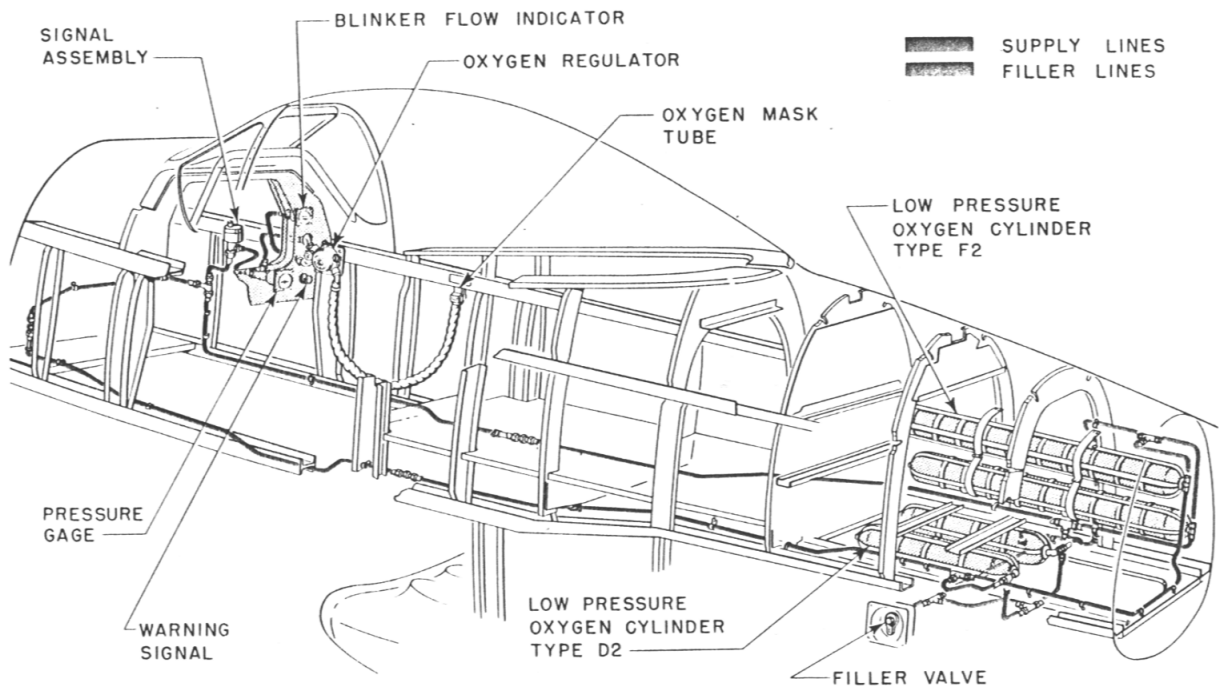 BLINKER FLOW INDICATOR
SIGNAL
ASSEMBLY
OXYGEN REGULATOR
SUPPLY LINES
FILLER LINES
OXYGEN MASK
TUBE
LOW PRESSURE
OXYGEN CYLINDER
TYPE F2
PRESSURE
GAGE
WARNING
SIGNAL
LOW PRESSURE
OXYGEN CYLINDER
TYPE D2
FILLER VALVE